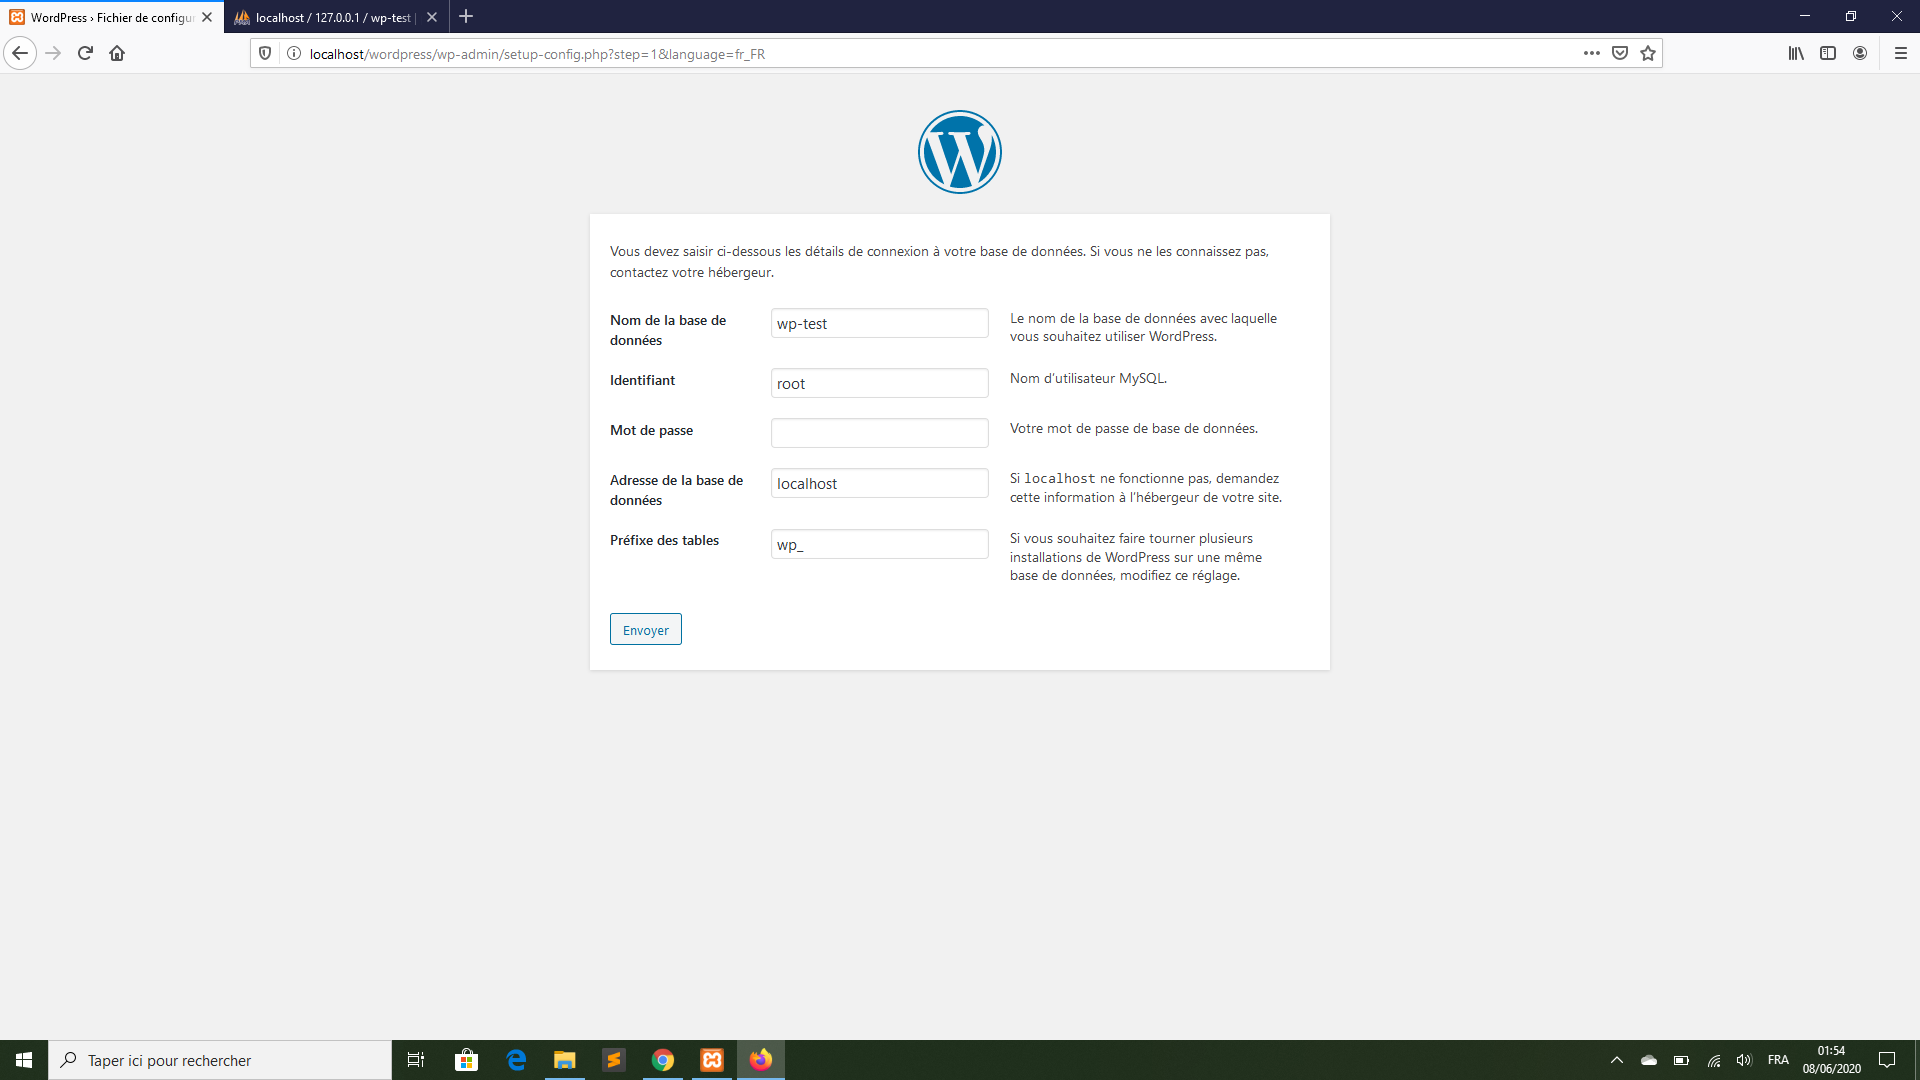 WordPress › Fichier de configur
localhost / 127.0.0.1 / wp-test |
localhost/wordpress/wp-admin/setup-config.php?step=1&language=fr_FR
Vous devez saisir ci-dessous les détails de connexion à votre base de données. Si vous ne les connaissez pas,
contactez votre hébergeur.
Nom de la base de
données
wp-test
Le nom de la base de données avec laquelle
vous souhaitez utiliser WordPress.
Identifiant
root
Nom d'utilisateur MySQL.
Mot de passe
Votre mot de passe de base de données.
Adresse de la base de
données
localhost
Si localhost ne fonctionne pas, demandez
cette information à l'hébergeur de votre site.
Préfixe des tables
wp_
Si vous souhaitez faire tourner plusieurs
installations de WordPress sur une même
base de données, modifiez ce réglage.
Envoyer
Taper ici pour rechercher
FRA
01:54
08/06/2020